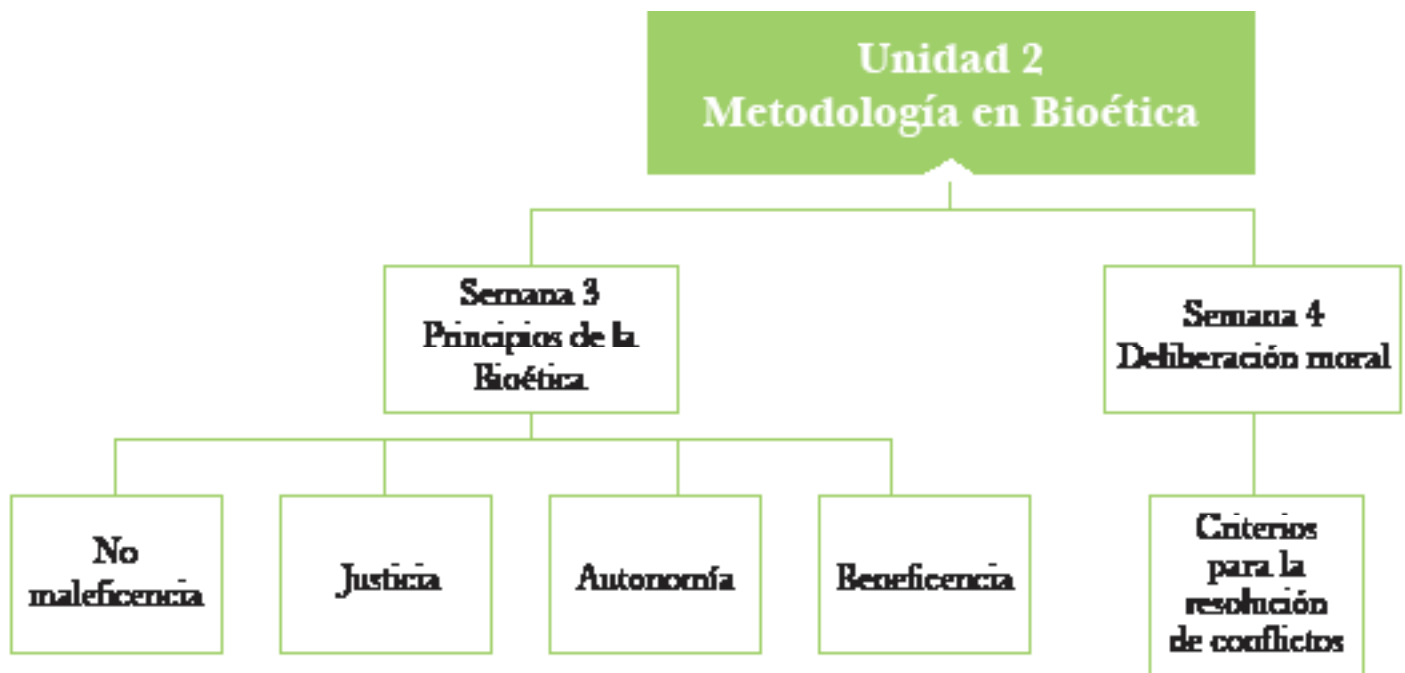 Unidad 2
Metodología en Bioética
Semana 3
Principios de la
Bioética
Semana 4
Deliberación moral
No
maleficencia
Justicia
Autonomía
Beneficencia
Criterios
para la
resolución
de conflictos